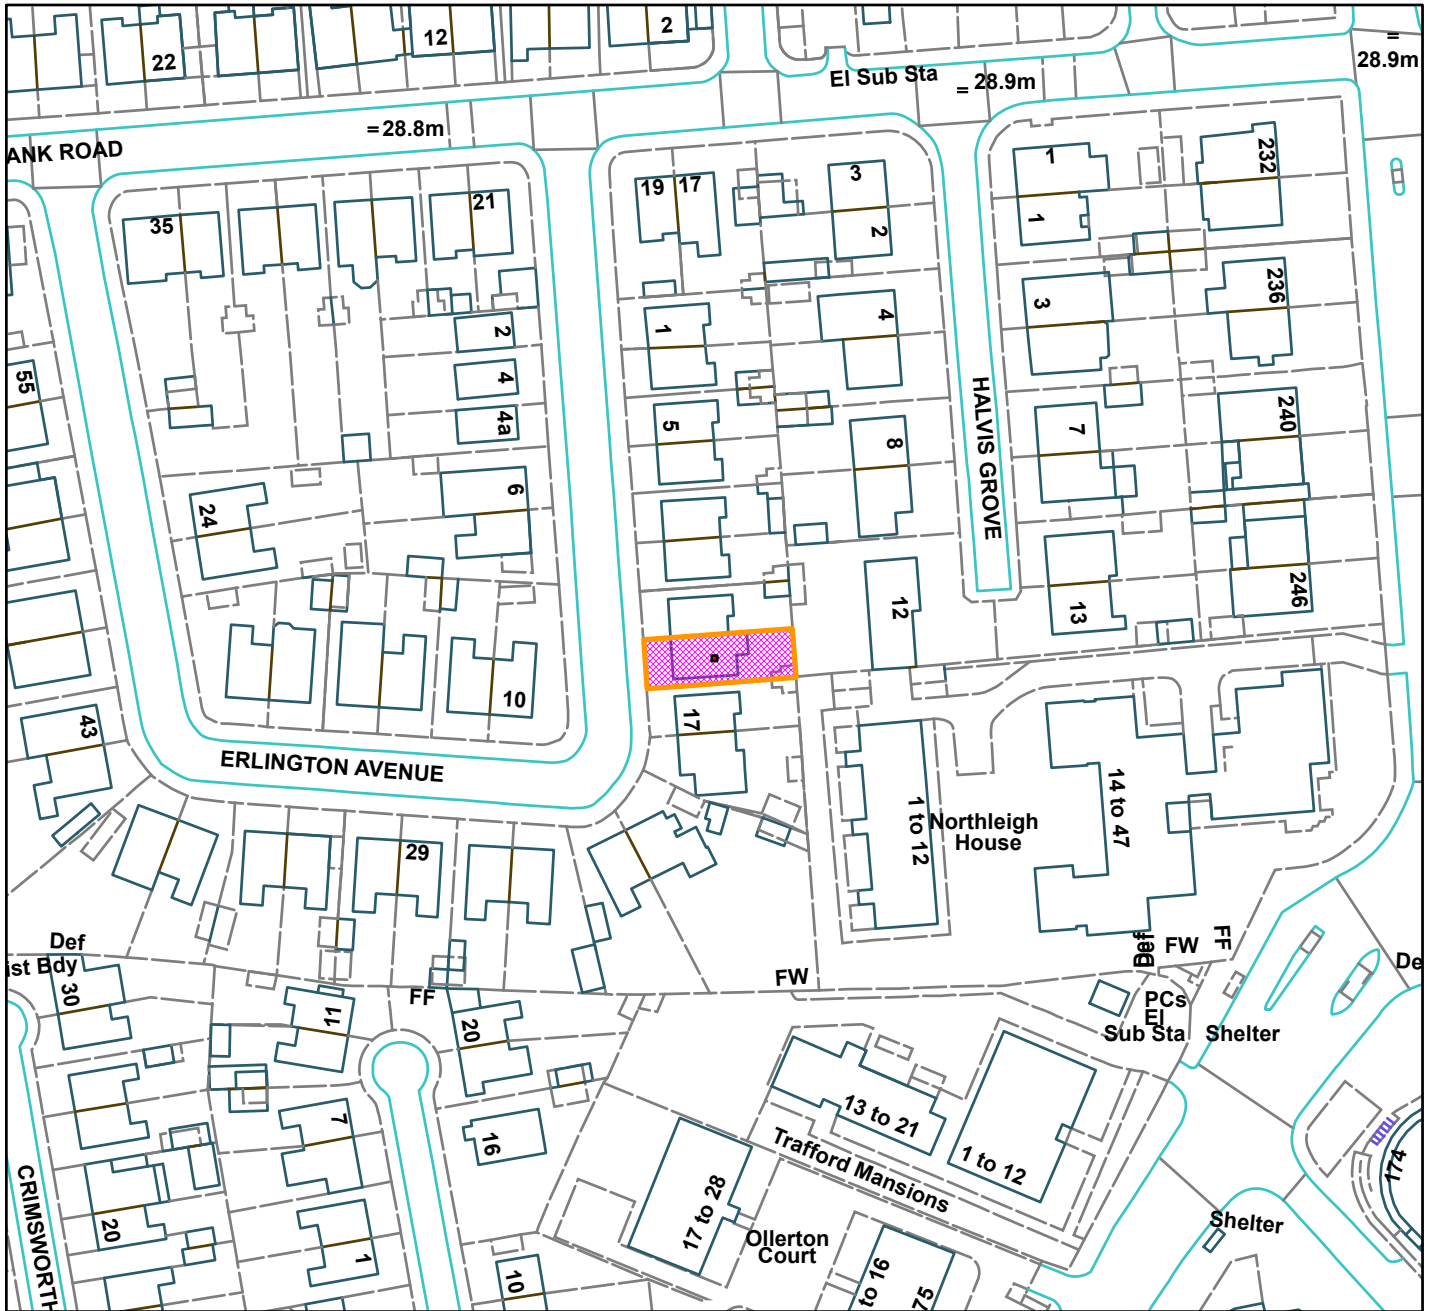 22
12
2
El Sub Sta
= 28.9m
=
28.9m
= 28.8m
ANK ROAD
35
21
19
17
3
2
1
1
232
2
4
4a
1
4
3
236
55
5
8
7
240
HALVIS GROVE
24
6
12
13
246
10
17
43
ERLINGTON AVENUE
29
1 to 12
Northleigh
House
14 to 47
Def
ist Bdy
30
FF
11
20
FW
Def
FW
FF
De
PCs
El
Sub Sta
Shelter
7
16
13 to 21
1 to 12
Trafford Mansions
174
CRIMSWORTH
20
1
10
17 to 28
Ollerton
Court
to 16
75
Shelter